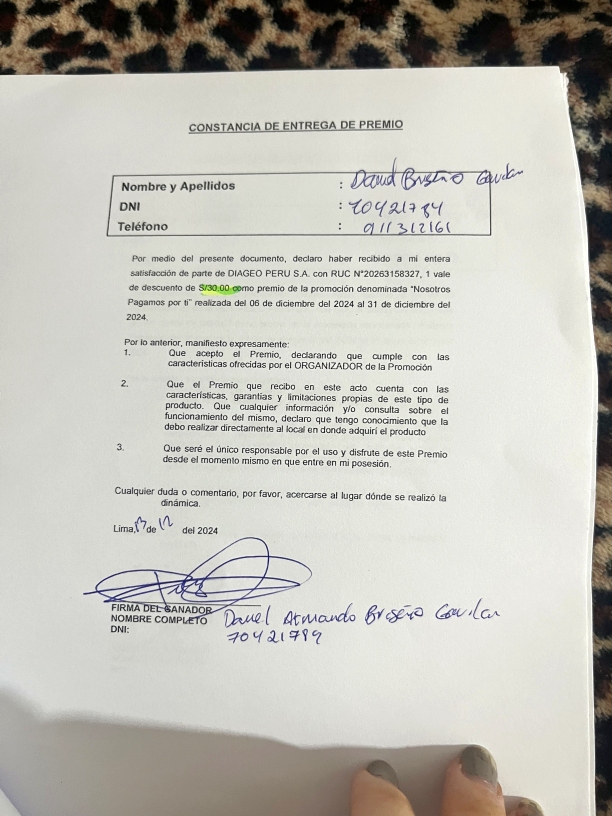 CONSTANCIA DE ENTREGA DE PREMIO
Nombre y Apellidos : Daniel Briseño Gavilan
DNI : 70421784
Teléfono : 911312161
Por medio del presente documento, declaro haber recibido a mi entera
satisfacción de parte de DIAGEO PERU S.A. con RUC N°20263158327, 1 vale
de descuento de S/30.00 como premio de la promoción denominada "Nosotros
Pagamos por ti" realizada del 06 de diciembre del 2024 al 31 de diciembre del
2024.
Por lo anterior, manifiesto expresamente:
1. Que acepto el Premio, declarando que cumple con las
características ofrecidas por el ORGANIZADOR de la Promoción
2. Que el Premio que recibo en este acto cuenta con las
características, garantías y limitaciones propias de este tipo de
producto. Que cualquier información y/o consulta sobre el
funcionamiento del mismo, declaro que tengo conocimiento que la
debo realizar directamente al local en donde adquirí el producto
3. Que seré el único responsable por el uso y disfrute de este Premio
desde el momento mismo en que entre en mi posesión.
Cualquier duda o comentario, por favor, acercarse al lugar dónde se realizó la
dinámica.
Lima, de 12 del 2024
FIRMA DEL GANADOR
NOMBRE COMPLETO Daniel Armando Briseño Gavilan
DNI: 70421784